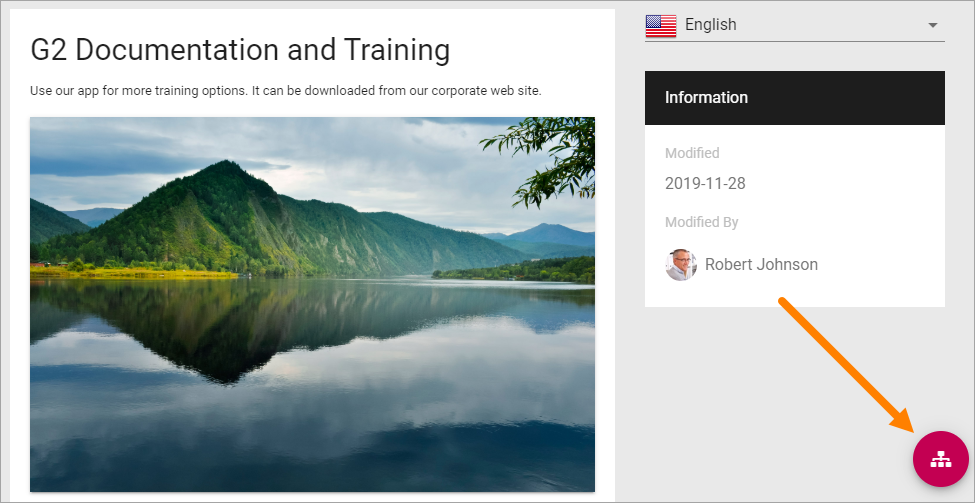 G2 Documentation and Training
Use our app for more training options. It can be downloaded from our corporate web site.
English
Information
Modified
2019-11-28
Modified By
Robert Johnson